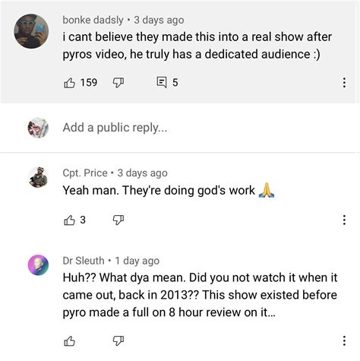 bonke dadsly • 3 days ago
i cant believe they made this into a real show after
pyros video, he truly has a dedicated audience :)
159 5
Add a public reply...
Cpt. Price • 3 days ago
Yeah man. They're doing god's work 🙏
3
Dr Sleuth • 1 day ago
Huh?? What dya mean. Did you not watch it when it
came out, back in 2013?? This show existed before
pyro made a full on 8 hour review on it...